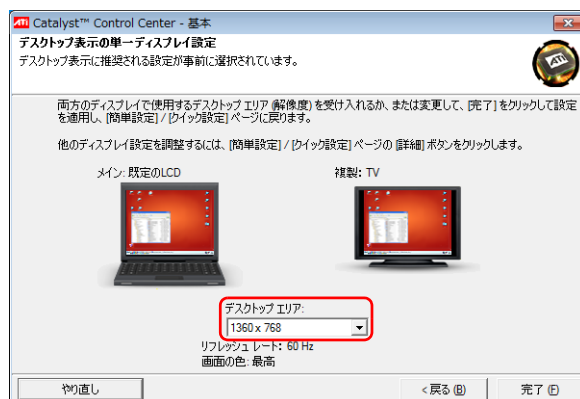 ATI Catalyst™ Control Center - 基本
デスクトップ表示の単一ディスプレイ設定
デスクトップ表示に推奨される設定が事前に選択されています。
ATI
両方のディスプレイで使用するデスクトップ エリア (解像度) を受け入れるか、または変更して、[完了] をクリックして設定
を適用し、[簡単設定] / [クイック設定] ページに戻ります。
他のディスプレイ設定を調整するには、[簡単設定] / [クイック設定] ページの [詳細] ボタンをクリックします。
メイン: 既定のLCD
複製: TV
デスクトップ エリア:
1360 x 768
リフレッシュ レート: 60 Hz
画面の色: 最高
やり直し
< 戻る (B)
完了 (F)